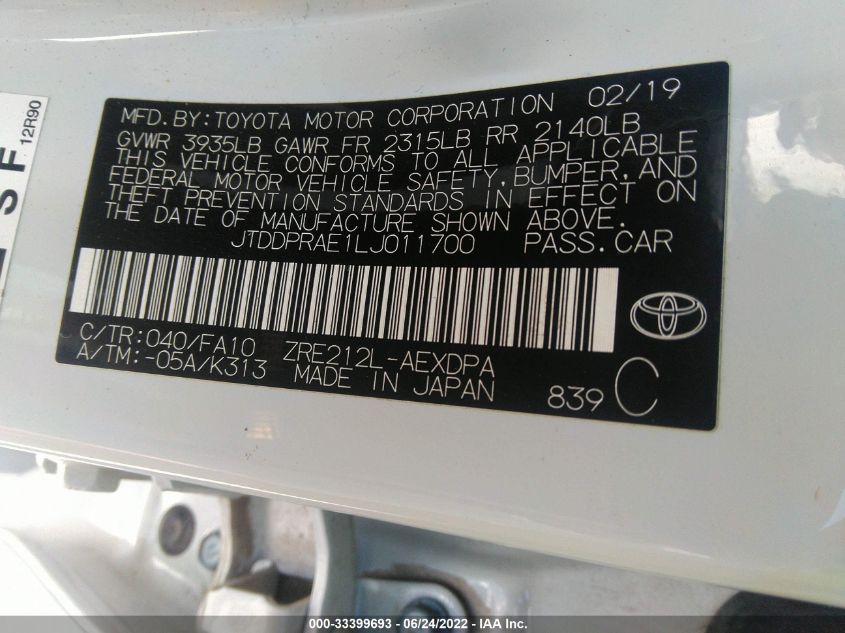 MFD.BY:TOYOTA MOTOR CORPORATION 02/19
GVWR 3935LB GAWR FR 2315LB RR 2140LB
THIS VEHICLE CONFORMS TO ALL APPLICABLE
FEDERAL MOTOR VEHICLE SAFETY,BUMPER,AND
THEFT PREVENTION STANDARDS IN EFFECT ON
THE DATE OF MANUFACTURE SHOWN ABOVE.
JTDDPRAE1LJ011700 PASS.CAR
C/TR:040/FA10 ZRE212L-AEXDPA
A/TM:-05A/K313 MADE IN JAPAN
839 C
12R90
S F
000-33399693 - 06/24/2022 - IAA Inc.